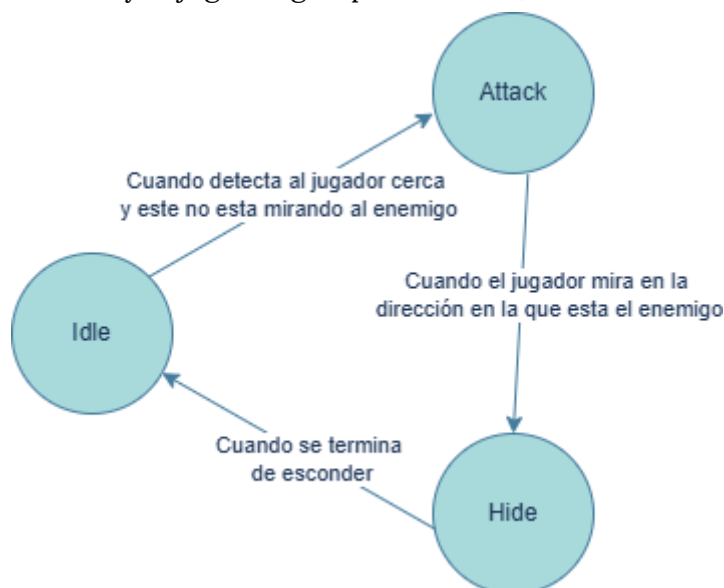 Attack
Cuando detecta al jugador cerca
y este no esta mirando al enemigo
Cuando el jugador mira en la
dirección en la que esta el enemigo
Idle
Cuando se termina
de esconder
Hide